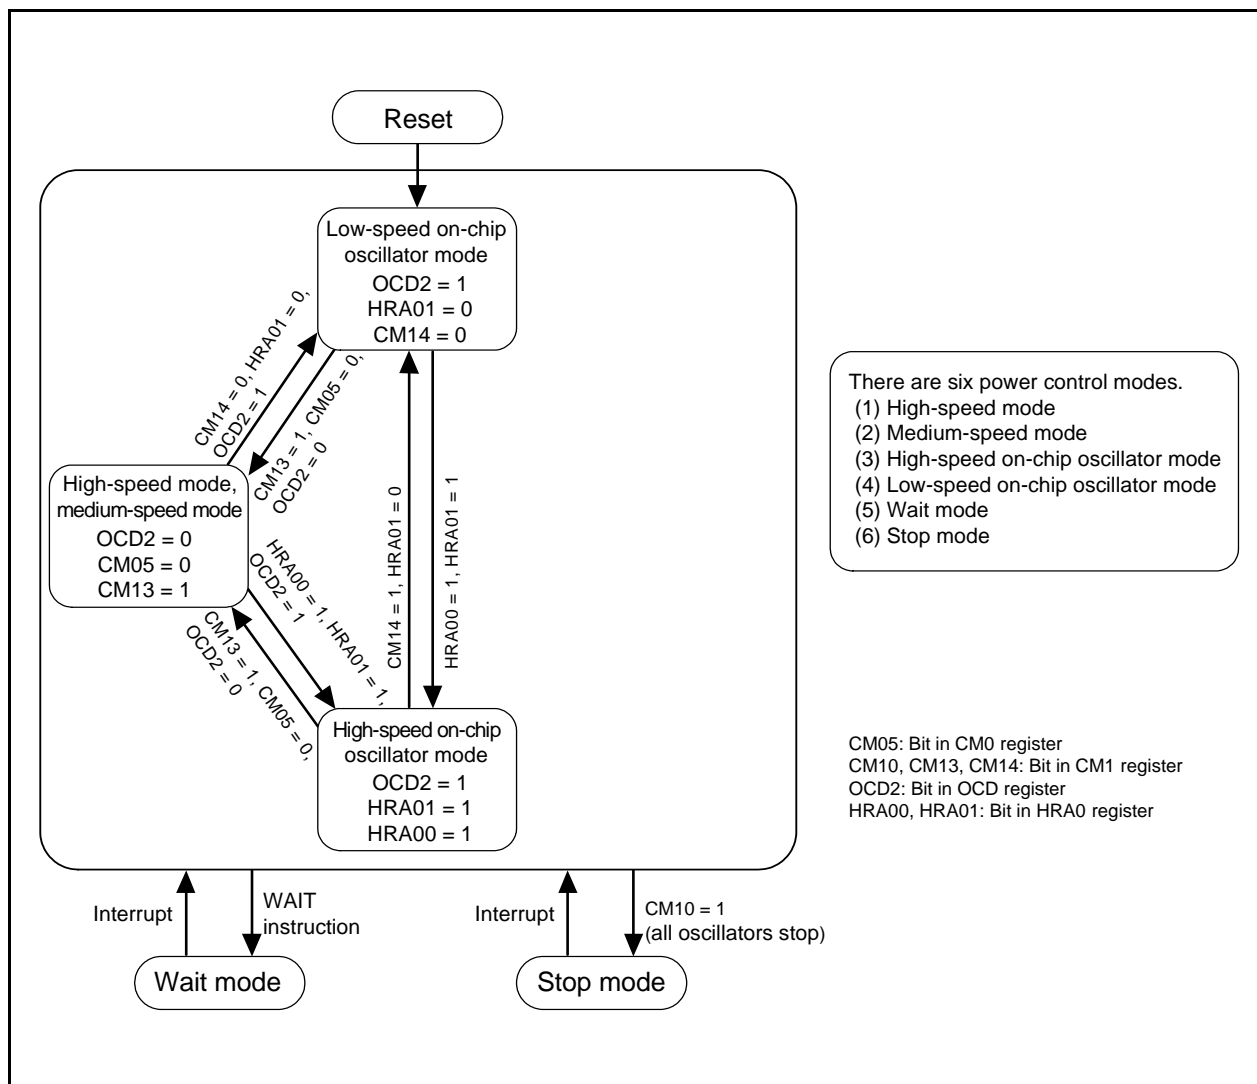 Reset
Low-speed on-chip
oscillator mode
OCD2 = 1
HRA01 = 0
CM14 = 0
CM14 = 0, HRA01 = 0,
OCD2 = 1
CM13 = 1, CM05 = 0,
OCD2 = 0
High-speed mode,
medium-speed mode
OCD2 = 0
CM05 = 0
CM13 = 1
HRA00 = 1, HRA01 = 1,
OCD2 = 1
CM13 = 1, CM05 = 0,
OCD2 = 0
CM14 = 1, HRA01 = 0
HRA00 = 1, HRA01 = 1
High-speed on-chip
oscillator mode
OCD2 = 1
HRA01 = 1
HRA00 = 1
There are six power control modes.
(1) High-speed mode
(2) Medium-speed mode
(3) High-speed on-chip oscillator mode
(4) Low-speed on-chip oscillator mode
(5) Wait mode
(6) Stop mode
CM05: Bit in CM0 register
CM10, CM13, CM14: Bit in CM1 register
OCD2: Bit in OCD register
HRA00, HRA01: Bit in HRA0 register
Interrupt
WAIT
instruction
Interrupt
CM10 = 1
(all oscillators stop)
Wait mode
Stop mode